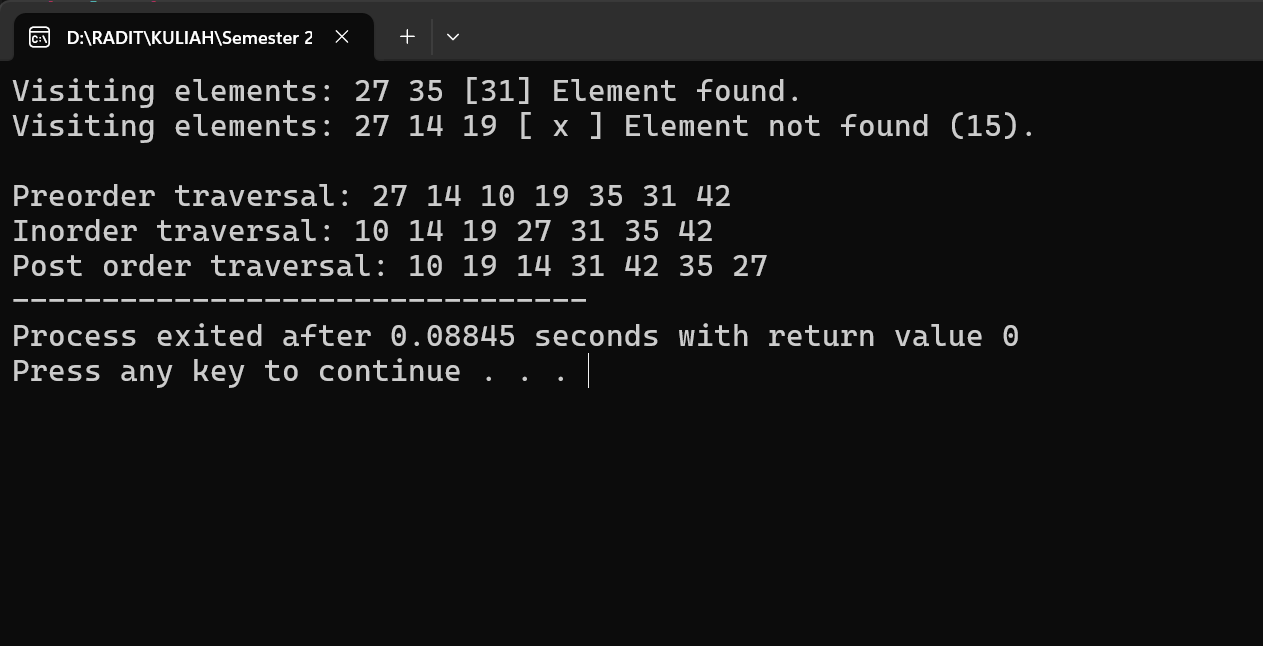 D:\RADIT\KULIAH\Semester 2
Visiting elements: 27 35 [31] Element found.
Visiting elements: 27 14 19 [ x ] Element not found (15).
Preorder traversal: 27 14 10 19 35 31 42
Inorder traversal: 10 14 19 27 31 35 42
Post order traversal: 10 19 14 31 42 35 27
--------------------------------
Process exited after 0.08845 seconds with return value 0
Press any key to continue . . .